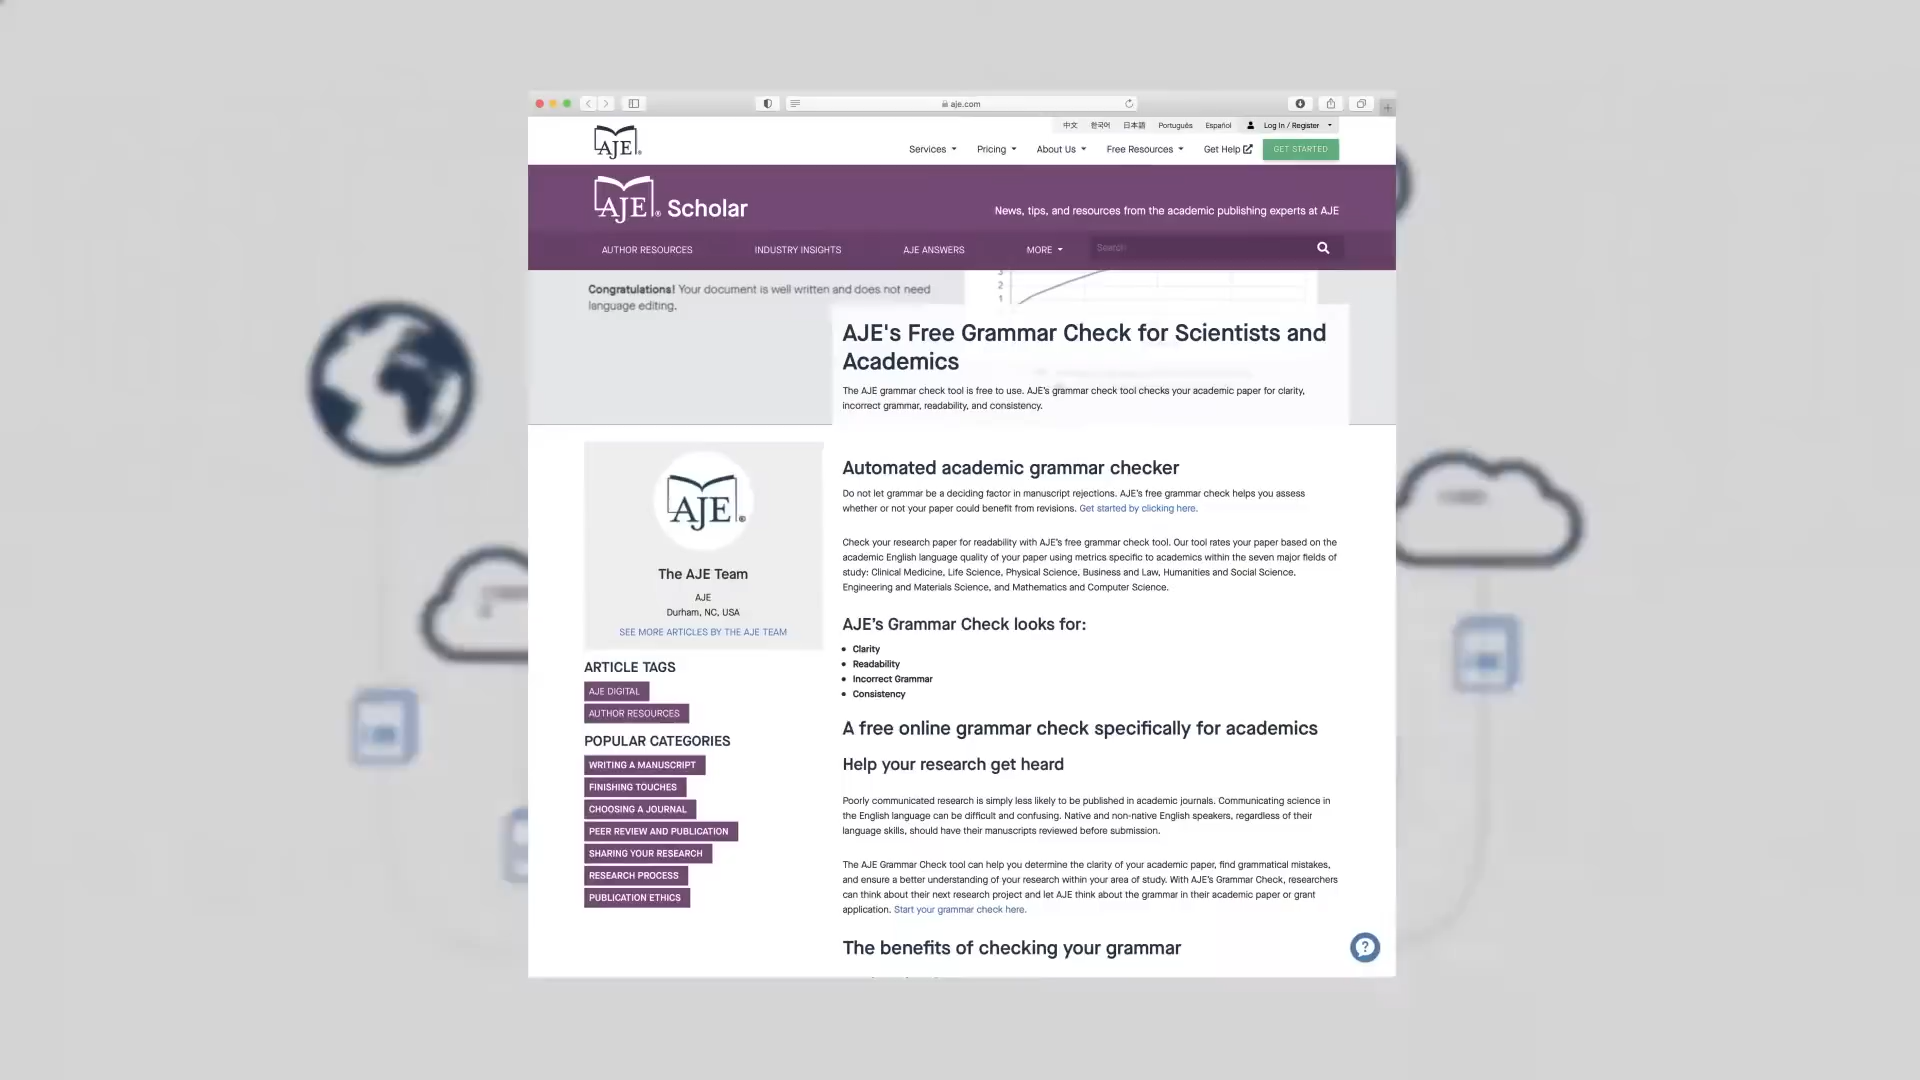 aje.com
中文 한국어 日本語 Português Español Log In / Register
AJE
Services Pricing About Us Free Resources Get Help GET STARTED
AJE Scholar
News, tips, and resources from the academic publishing experts at AJE
AUTHOR RESOURCES INDUSTRY INSIGHTS AJE ANSWERS MORE Search
Congratulations! Your document is well written and does not need
language editing.
3
2
1
AJE's Free Grammar Check for Scientists and
Academics
The AJE grammar check tool is free to use. AJE's grammar check tool checks your academic paper for clarity,
incorrect grammar, readability, and consistency.
AJE
The AJE Team
AJE
Durham, NC, USA
SEE MORE ARTICLES BY THE AJE TEAM
ARTICLE TAGS
AJE DIGITAL
AUTHOR RESOURCES
POPULAR CATEGORIES
WRITING A MANUSCRIPT
FINISHING TOUCHES
CHOOSING A JOURNAL
PEER REVIEW AND PUBLICATION
SHARING YOUR RESEARCH
RESEARCH PROCESS
PUBLICATION ETHICS
Automated academic grammar checker
Do not let grammar be a deciding factor in manuscript rejections. AJE's free grammar check helps you assess
whether or not your paper could benefit from revisions. Get started by clicking here.
Check your research paper for readability with AJE's free grammar check tool. Our tool rates your paper based on the
academic English language quality of your paper using metrics specific to academics within the seven major fields of
study: Clinical Medicine, Life Science, Physical Science, Business and Law, Humanities and Social Science,
Engineering and Materials Science, and Mathematics and Computer Science.
AJE's Grammar Check looks for:
Clarity
Readability
Incorrect Grammar
Consistency
A free online grammar check specifically for academics
Help your research get heard
Poorly communicated research is simply less likely to be published in academic journals. Communicating science in
the English language can be difficult and confusing. Native and non-native English speakers, regardless of their
language skills, should have their manuscripts reviewed before submission.
The AJE Grammar Check tool can help you determine the clarity of your academic paper, find grammatical mistakes,
and ensure a better understanding of your research within your area of study. With AJE's Grammar Check, researchers
can think about their next research project and let AJE think about the grammar in their academic paper or grant
application. Start your grammar check here.
The benefits of checking your grammar